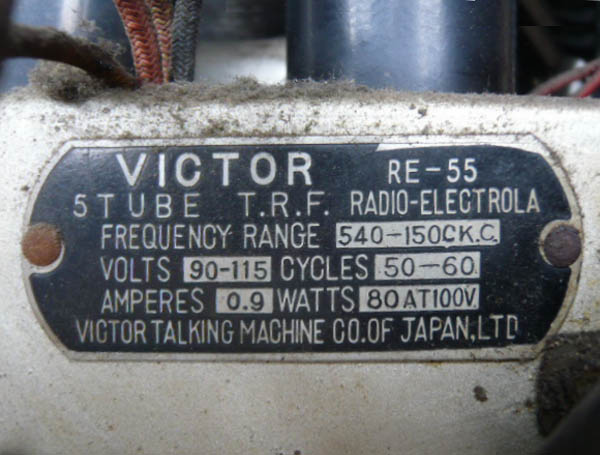 VICTOR RE-55
5 TUBE T.R.F. RADIO-ELECTROLA
FREQUENCY RANGE 540-1500K.C.
VOLTS 90-115 CYCLES 50-60
AMPERES 0.9 WATTS 80 AT 100V.
VICTOR TALKING MACHINE CO. OF JAPAN, LTD